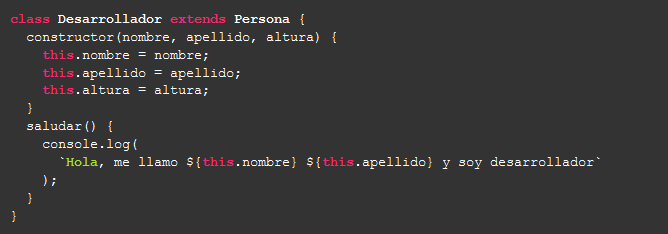 class Desarrollador extends Persona {
  constructor(nombre, apellido, altura) {
    this.nombre = nombre;
    this.apellido = apellido;
    this.altura = altura;
  }
  saludar() {
    console.log(
      `Hola, me llamo ${this.nombre} ${this.apellido} y soy desarrollador`
    );
  }
}